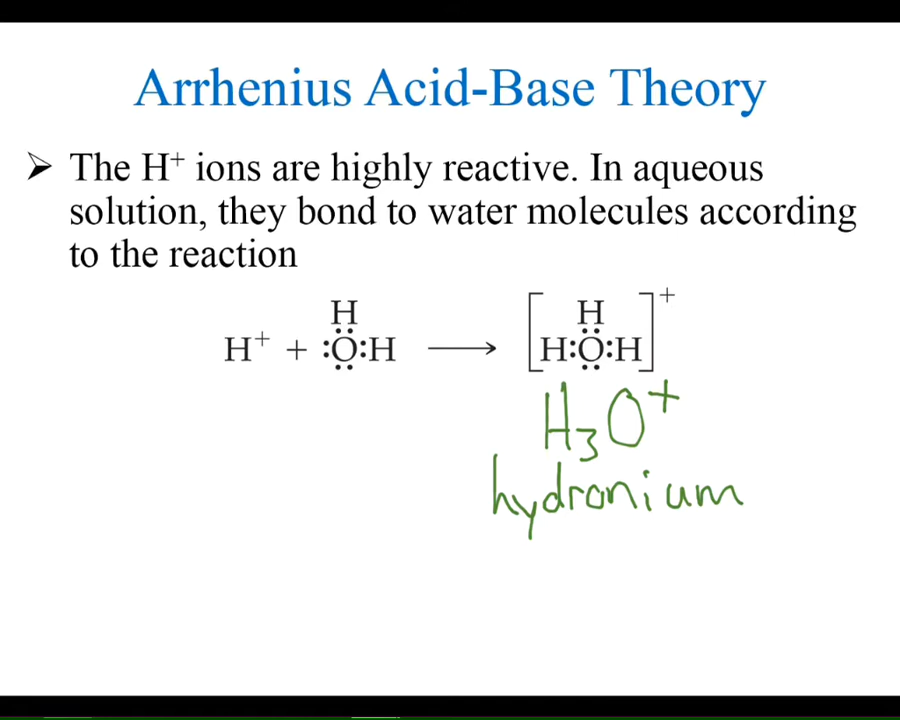 Arrhenius Acid-Base Theory
➢ The H⁺ ions are highly reactive. In aqueous
solution, they bond to water molecules according
to the reaction
H H +
H⁺ + :Ö:H ⟶ [H:Ö:H]
H₃O⁺
hydronium